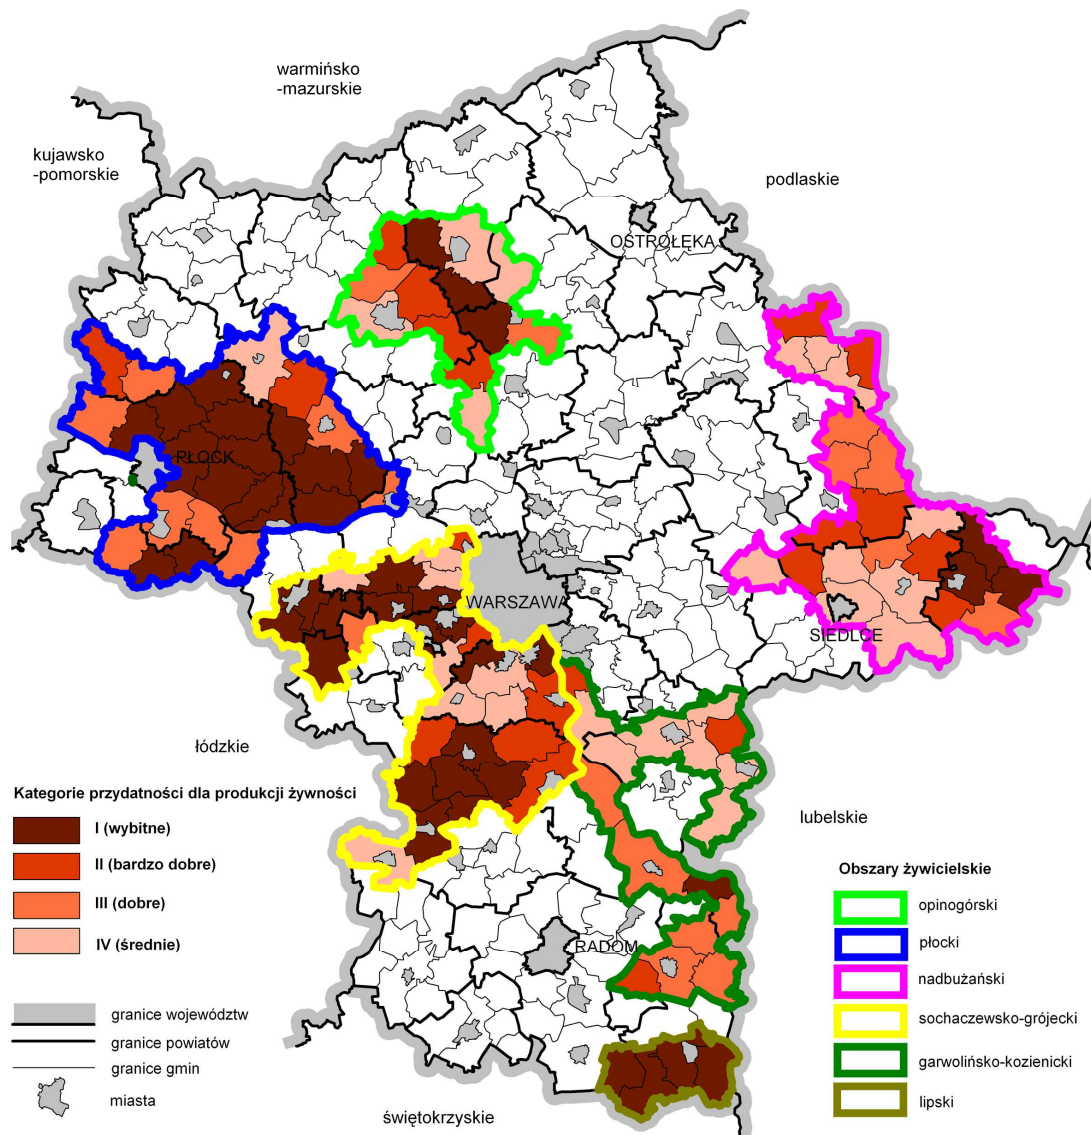 warmińsko
-mazurskie
kujawsko
-pomorskie
podlaskie
OSTROŁĘKA
PŁOCK
WARSZAWA
SIEDLCE
łódzkie
Kategorie przydatności dla produkcji żywności
I (wybitne)
II (bardzo dobre)
III (dobre)
IV (średnie)
granice województw
granice powiatów
granice gmin
miasta
lubelskie
RADOM
świętokrzyskie
Obszary żywicielskie
opinogórski
płocki
nadbużański
sochaczewsko-grójecki
garwolińsko-kozienicki
lipski